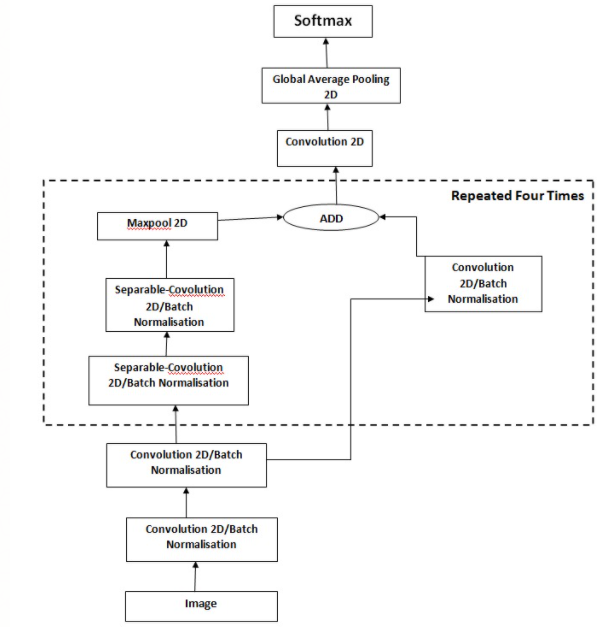 Softmax
Global Average Pooling
2D
Convolution 2D
Repeated Four Times
Maxpool 2D
ADD
Convolution
2D/Batch
Normalisation
Separable-Covolution
2D/Batch
Normalisation
Separable-Covolution
2D/Batch Normalisation
Convolution 2D/Batch
Normalisation
Convolution 2D/Batch
Normalisation
Image